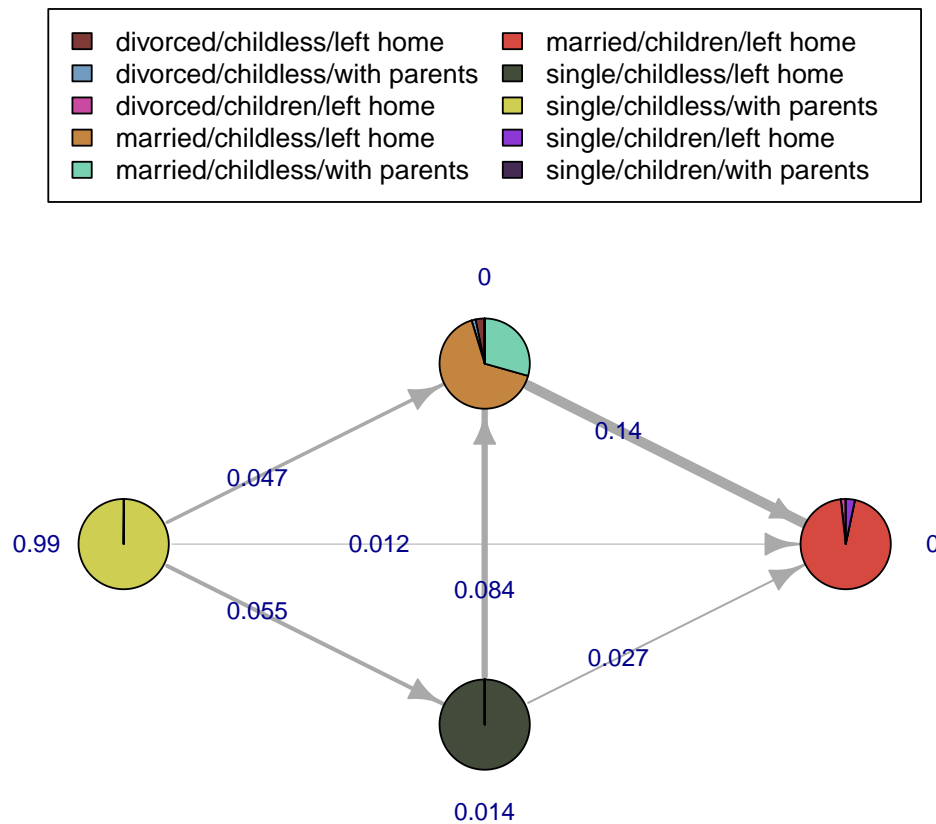 divorced/childless/left home
divorced/childless/with parents
divorced/children/left home
married/childless/left home
married/childless/with parents
married/children/left home
single/childless/left home
single/childless/with parents
single/children/left home
single/children/with parents
0
0.14
0.047
0.99
0.012
0
0.084
0.055
0.027
0.014